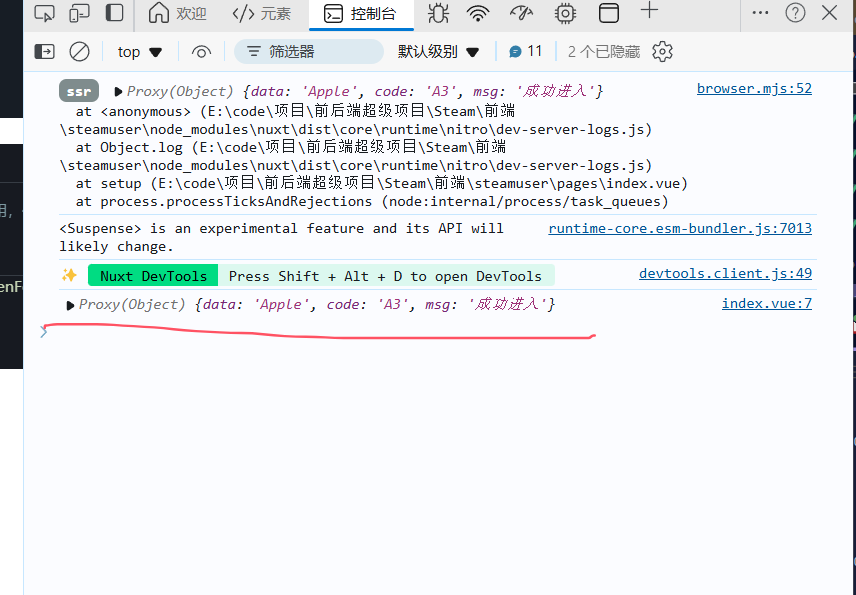 欢迎 元素 控制台
top 筛选器 默认级别 11 2 个已隐藏
ssr Proxy(Object) {data: 'Apple', code: 'A3', msg: '成功进入'} browser.mjs:52
at <anonymous> (E:\code\项目\前后端超级项目\Steam\前端
\steamuser\node_modules\nuxt\dist\core\runtime\nitro\dev-server-logs.js)
at Object.log (E:\code\项目\前后端超级项目\Steam\前端
\steamuser\node_modules\nuxt\dist\core\runtime\nitro\dev-server-logs.js)
at setup (E:\code\项目\前后端超级项目\Steam\前端\steamuser\pages\index.vue)
at process.processTicksAndRejections (node:internal/process/task_queues)
<Suspense> is an experimental feature and its API will runtime-core.esm-bundler.js:7013
likely change.
✨ Nuxt DevTools Press Shift + Alt + D to open DevTools devtools.client.js:49
Proxy(Object) {data: 'Apple', code: 'A3', msg: '成功进入'} index.vue:7